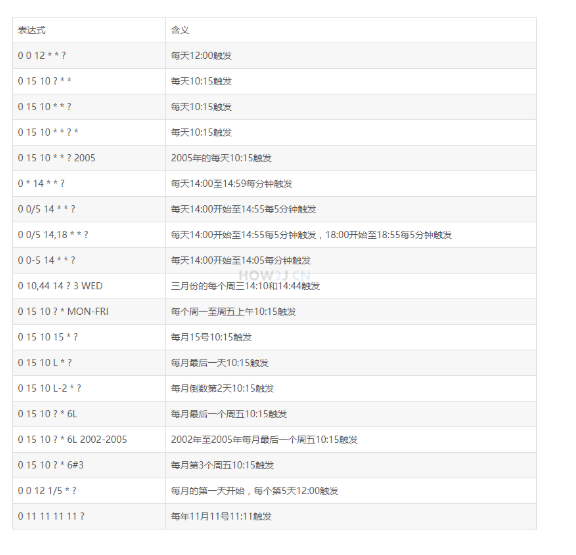 表达式 含义
0 0 12 * * ? 每天12:00触发
0 15 10 ? * * 每天10:15触发
0 15 10 * * ? 每天10:15触发
0 15 10 * * ? * 每天10:15触发
0 15 10 * * ? 2005 2005年的每天10:15触发
0 * 14 * * ? 每天14:00至14:59每分钟触发
0 0/5 14 * * ? 每天14:00开始至14:55每5分钟触发
0 0/5 14,18 * * ? 每天14:00开始至14:55每5分钟触发，18:00开始至18:55每5分钟触发
0 0-5 14 * * ? 每天14:00开始至14:05每分钟触发
HOW2J.CN
0 10,44 14 ? 3 WED 三月份的每个周三14:10和14:44触发
0 15 10 ? * MON-FRI 每个周一至周五上午10:15触发
0 15 10 15 * ? 每月15号10:15触发
0 15 10 L * ? 每月最后一天10:15触发
0 15 10 L-2 * ? 每月倒数第2天10:15触发
0 15 10 ? * 6L 每月最后一个周五10:15触发
0 15 10 ? * 6L 2002-2005 2002年至2005年每月最后一个周五10:15触发
0 15 10 ? * 6#3 每月第3个周五10:15触发
0 0 12 1/5 * ? 每月的第一天开始，每个第5天12:00触发
0 11 11 11 11 ? 每年11月11号11:11触发